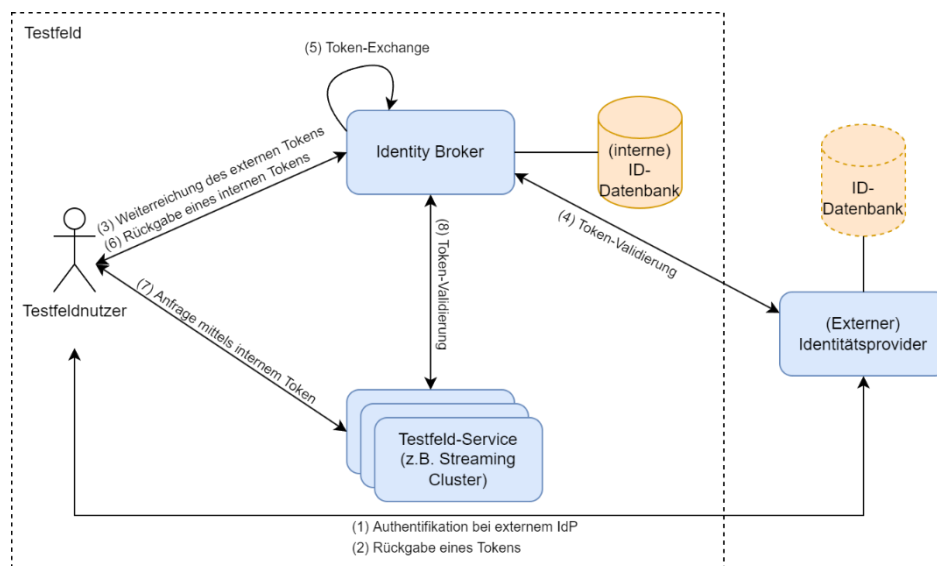 Testfeld
(5) Token-Exchange
Identity Broker
(interne)
ID-
Datenbank
ID-
Datenbank
(3) Weiterreichung des externen Tokens
(6) Rückgabe eines internen Tokens
(4) Token-Validierung
(8) Token-Validierung
Testfeldnutzer
(7) Anfrage mittels internem Token
(Externer)
Identitätsprovider
Testfeld-Service
(z.B. Streaming
Cluster)
(1) Authentifikation bei externem IdP
(2) Rückgabe eines Tokens